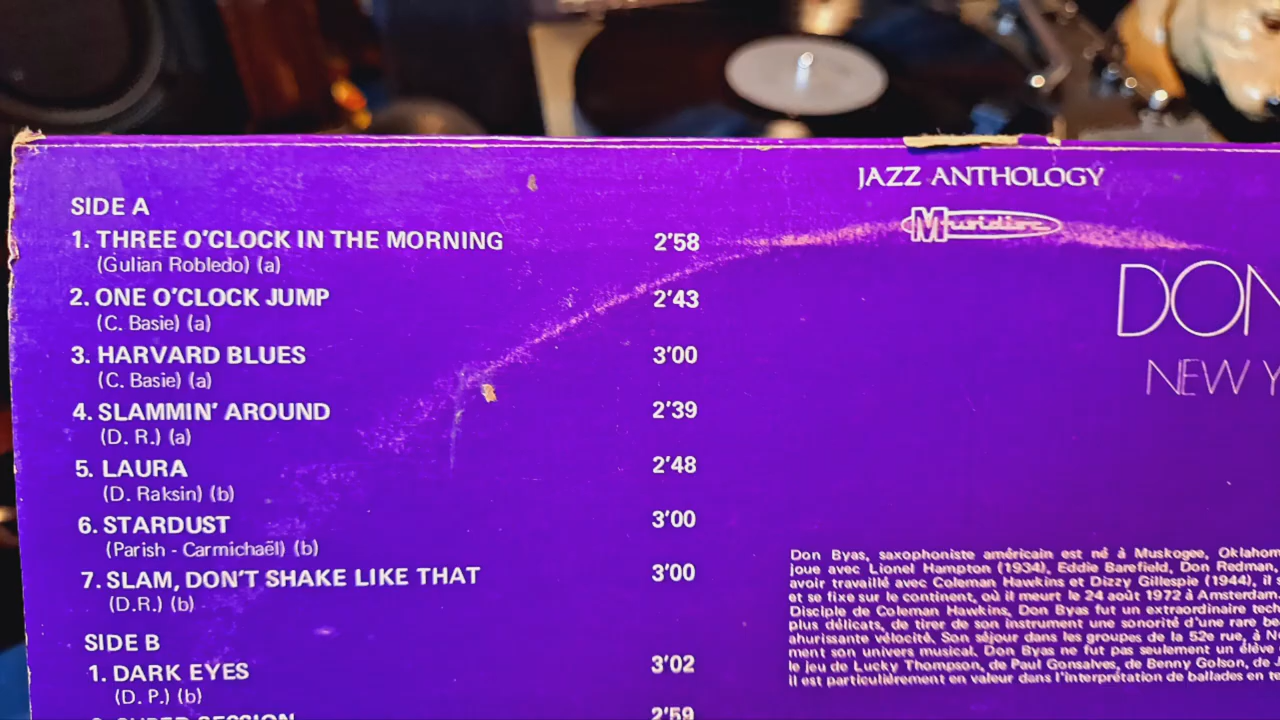 SIDE A
1. THREE O'CLOCK IN THE MORNING 2'58
(Gulian Robledo) (a)
2. ONE O'CLOCK JUMP 2'43
(C. Basie) (a)
3. HARVARD BLUES 3'00
(C. Basie) (a)
4. SLAMMIN' AROUND 2'39
(D. R.) (a)
5. LAURA 2'48
(D. Raksin) (b)
6. STARDUST 3'00
(Parish - Carmichaël) (b)
7. SLAM, DON'T SHAKE LIKE THAT 3'00
(D.R.) (b)
SIDE B
1. DARK EYES 3'02
(D. P.) (b)
2. SUPER SESSION 2'59
JAZZ ANTHOLOGY
Musidisc
DON
NEW Y
Don Byas, saxophoniste américain est né à Muskogee, Oklahom
joue avec Lionel Hampton (1934), Eddie Barefield, Don Redman,
avoir travaillé avec Coleman Hawkins et Dizzy Gillespie (1944), il s
et se fixe sur le continent, où il meurt le 24 août 1972 à Amsterdam.
Disciple de Coleman Hawkins, Don Byas fut un extraordinaire tech
plus délicats, de tirer de son instrument une sonorité d'une rare be
ahurissante vélocité. Son séjour dans les groupes de la 52e rue, à N
ment son univers musical. Don Byas ne fut pas seulement un élève
le jeu de Lucky Thompson, de Paul Gonsalves, de Benny Golson, de J
il est particulièrement en valeur dans l'interprétation de ballades en te